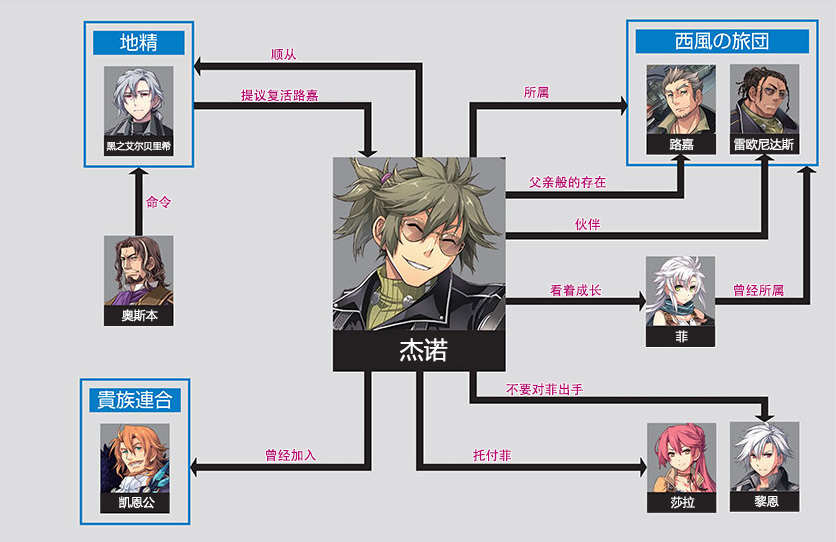 地精
黑之艾尔贝里希
顺从
提议复活路嘉
所属
西風の旅団
路嘉
雷欧尼达斯
命令
奥斯本
父亲般的存在
伙伴
看着成长
菲
曾经所属
杰诺
貴族連合
凯恩公
曾经加入
托付菲
不要对菲出手
莎拉
黎恩